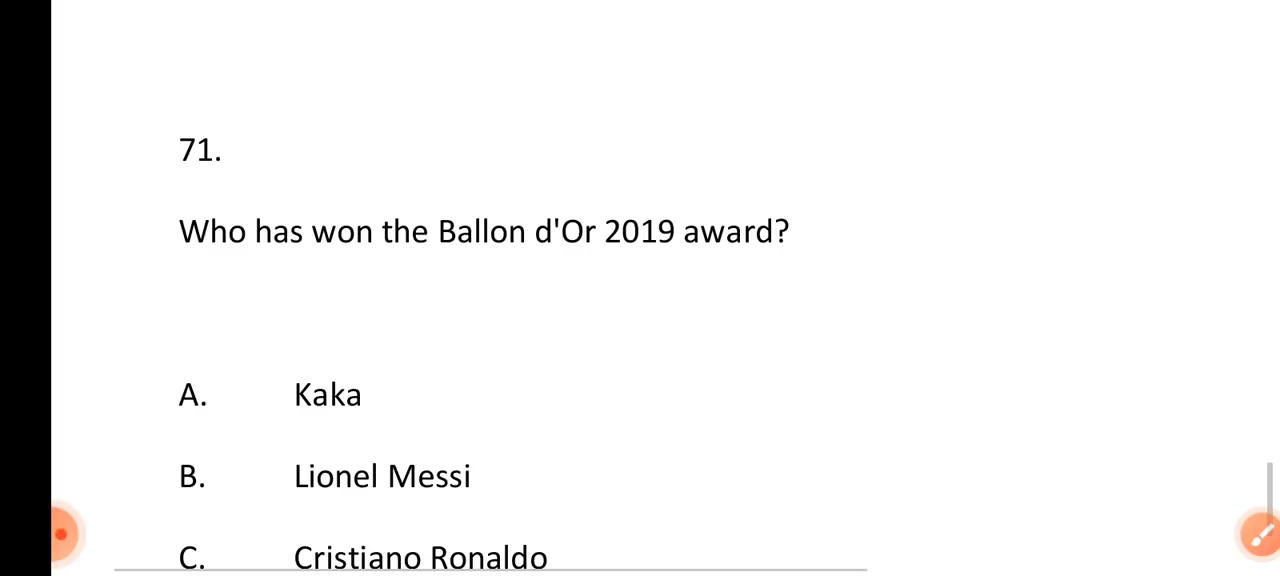 71.
Who has won the Ballon d'Or 2019 award?
A. Kaka
B. Lionel Messi
C. Cristiano Ronaldo